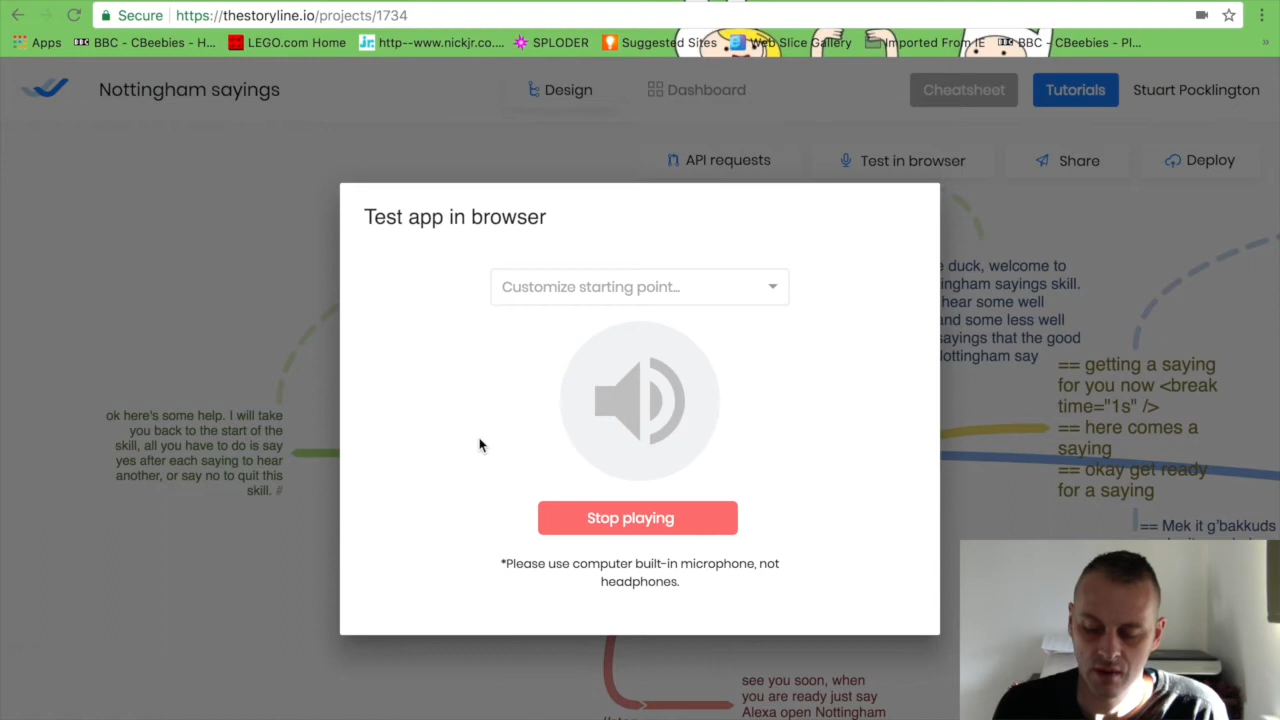 Secure
https://thestoryline.io/projects/1734
Apps
BBC - CBeebies - H...
LEGO.com Home
http--www.nickjr.co....
SPLODER
Suggested Sites
Web Slice Gallery
Imported From IE
BBC - CBeebies - Pl...
»
Nottingham sayings
Design
Dashboard
Cheatsheet
Tutorials
Stuart Pocklington
API requests
Test in browser
Share
Deploy
Test app in browser
Customize starting point...
Stop playing
*Please use computer built-in microphone, not
headphones.
ok here's some help. I will take
you back to the start of the
skill, all you have to do is say
yes after each saying to hear
another, or say no to quit this
skill. #
e duck, welcome to
ingham sayings skill.
hear some well
and some less well
sayings that the good
Nottingham say
== getting a saying
for you now <break
time="1s" />
== here comes a
saying
== okay get ready
for a saying
== Mek it g'bakkuds
see you soon, when
you are ready just say
Alexa open Nottingham